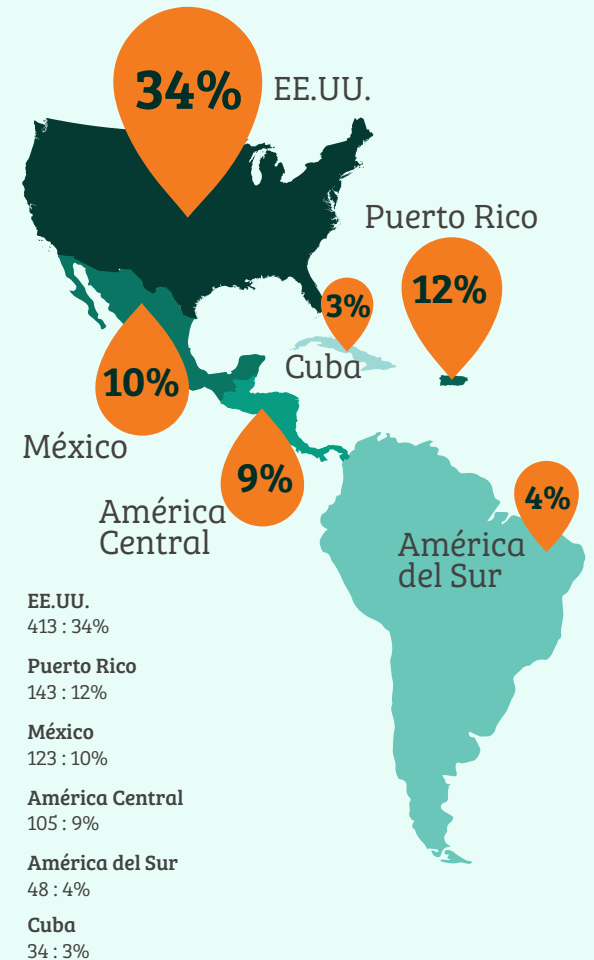 34%
EE.UU.
Puerto Rico
12%
3%
Cuba
10%
México
9%
América
Central
4%
América
del Sur
EE.UU.
413 : 34%
Puerto Rico
143 : 12%
México
123 : 10%
América Central
105 : 9%
América del Sur
48 : 4%
Cuba
34 : 3%